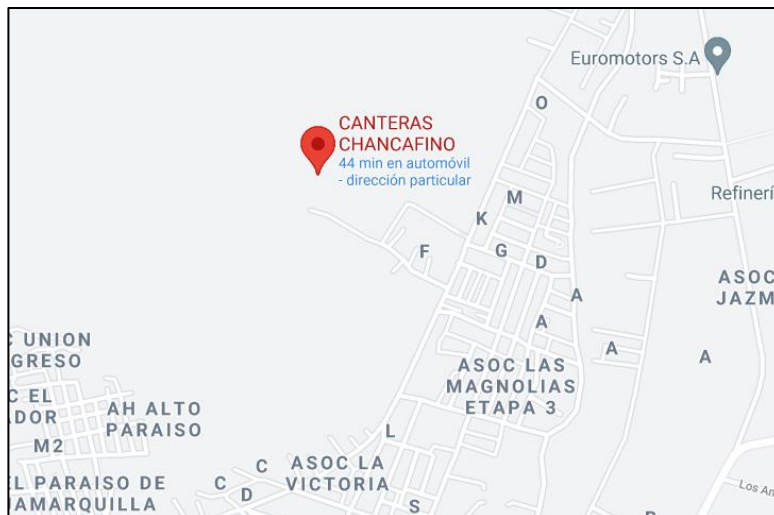 Euromotors S.A
O
CANTERAS
CHANCAFINO
44 min en automóvil
- dirección particular
M
Refinerí
K
F
G
D
A
ASOC
JAZM
A
A
A
C UNION
GRESO
ASOC LAS
MAGNOLIAS
ETAPA 3
C EL
ADOR
AH ALTO
PARAISO
M2
L
C
ASOC LA
VICTORIA
C
D
EL PARAISO DE
JAMARQUILLA
S
Los An